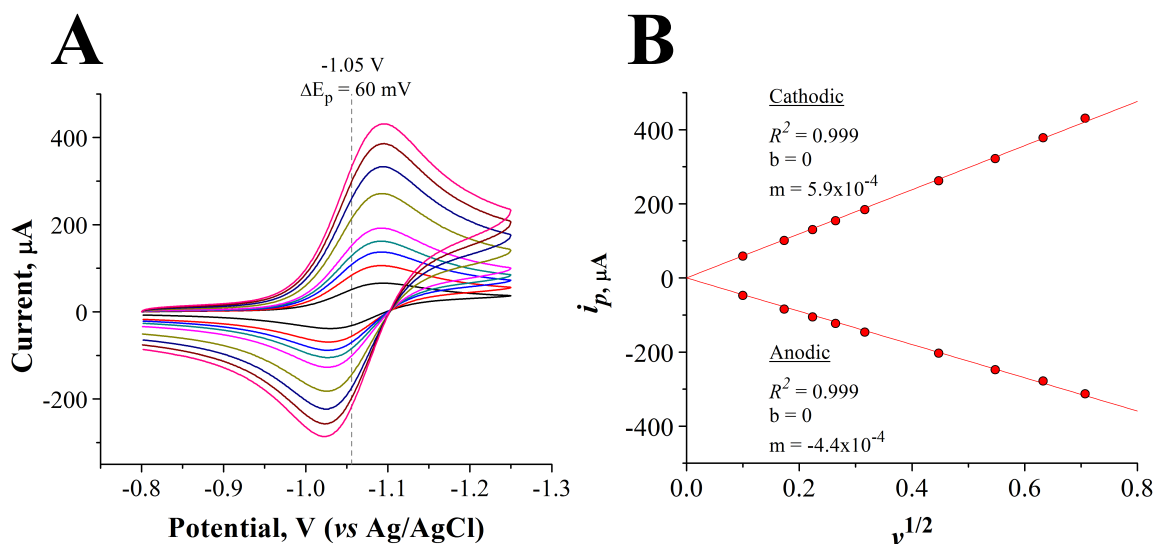 A
-1.05 V
ΔEp = 60 mV
400
200
0
-200
Current, μA
-0.8 -0.9 -1.0 -1.1 -1.2 -1.3
Potential, V (vs Ag/AgCl)
B
Cathodic
R² = 0.999
b = 0
m = 5.9x10⁻⁴
400
200
0
-200
-400
ip, μA
Anodic
R² = 0.999
b = 0
m = -4.4x10⁻⁴
0.0 0.2 0.4 0.6 0.8
ν^1/2